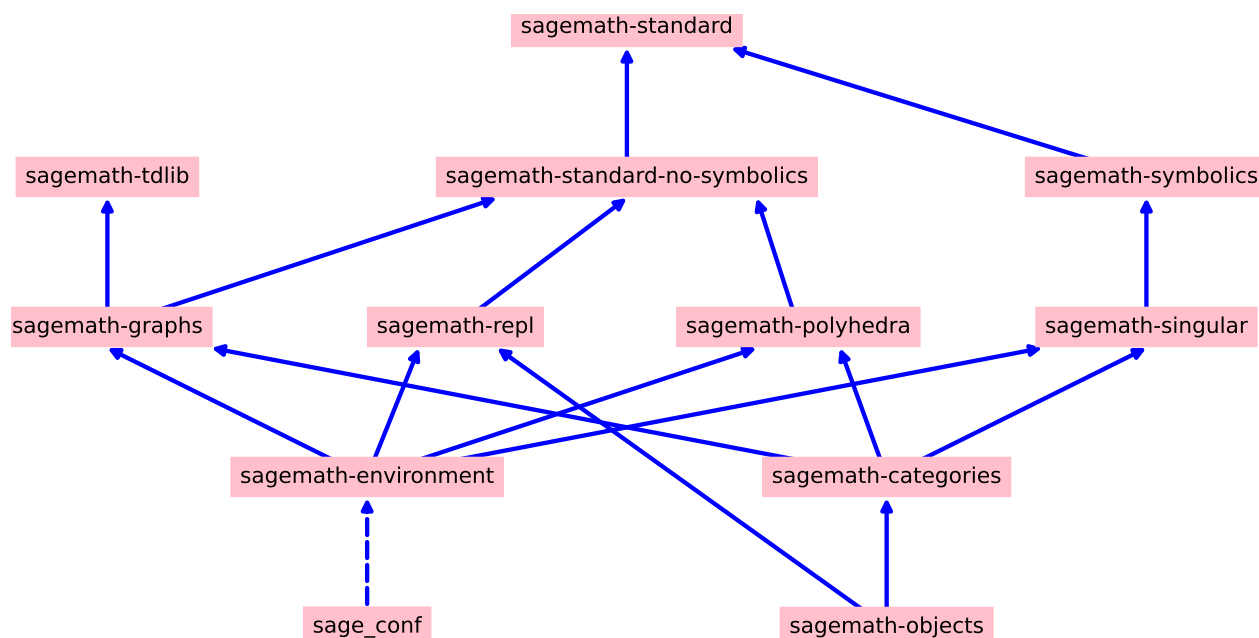 sagemath-standard
sagemath-tdlib
sagemath-standard-no-symbolics
sagemath-symbolics
sagemath-graphs
sagemath-repl
sagemath-polyhedra
sagemath-singular
sagemath-environment
sagemath-categories
sage_conf
sagemath-objects